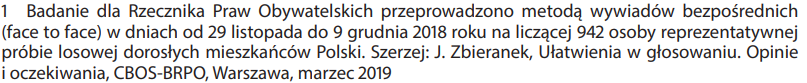 1 Badanie dla Rzecznika Praw Obywatelskich przeprowadzono metodą wywiadów bezpośrednich
(face to face) w dniach od 29 listopada do 9 grudnia 2018 roku na liczącej 942 osoby reprezentatywnej
próbie losowej dorosłych mieszkańców Polski. Szerzej: J. Zbieranek, Ułatwienia w głosowaniu. Opinie
i oczekiwania, CBOS-BRPO, Warszawa, marzec 2019